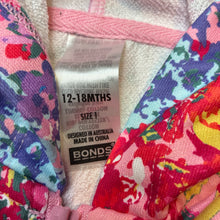 12-18MTHS
SIZE 1
DESIGNED IN AUSTRALIA
MADE IN CHINA
BONDS